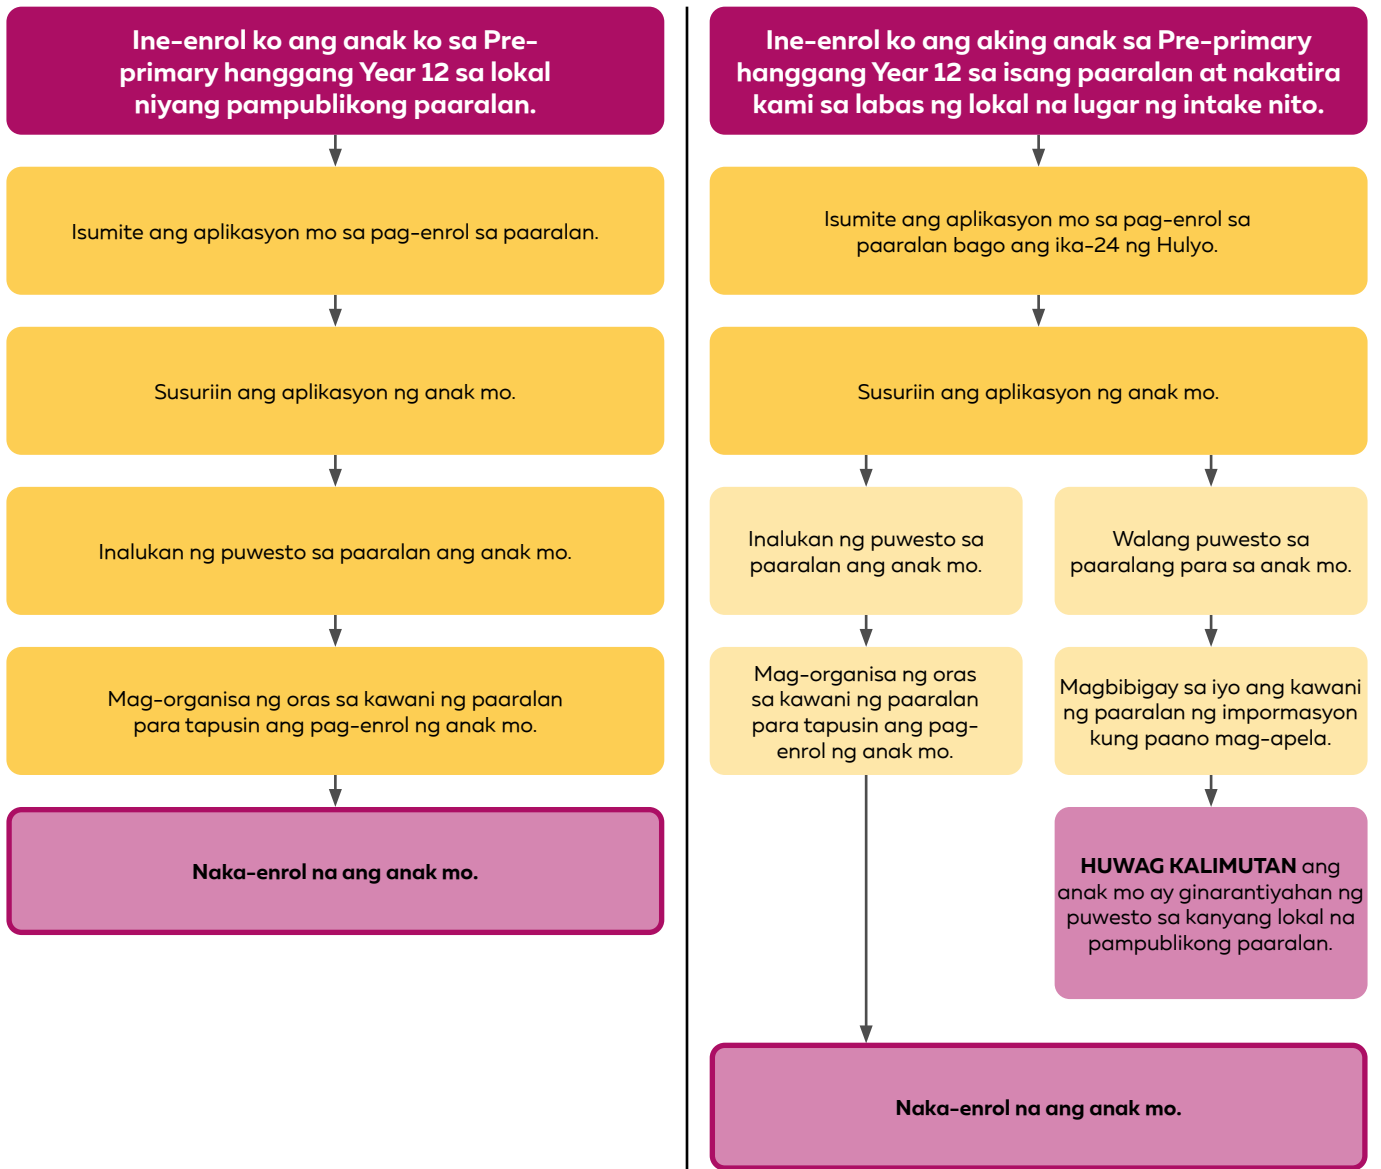 Ine-enrol ko ang anak ko sa Pre-
primary hanggang Year 12 sa lokal
niyang pampublikong paaralan.
Isumite ang aplikasyon mo sa pag-enrol sa paaralan.
Susuriin ang aplikasyon ng anak mo.
Inalukan ng puwesto sa paaralan ang anak mo.
Mag-organisa ng oras sa kawani ng paaralan
para tapusin ang pag-enrol ng anak mo.
Naka-enrol na ang anak mo.
Ine-enrol ko ang aking anak sa Pre-primary
hanggang Year 12 sa isang paaralan at nakatira
kami sa labas ng lokal na lugar ng intake nito.
Isumite ang aplikasyon mo sa pag-enrol sa
paaralan bago ang ika-24 ng Hulyo.
Susuriin ang aplikasyon ng anak mo.
Inalukan ng puwesto sa
paaralan ang anak mo.
Mag-organisa ng oras
sa kawani ng paaralan
para tapusin ang pag-
enrol ng anak mo.
Walang puwesto sa
paaralang para sa anak mo.
Magbibigay sa iyo ang kawani
ng paaralan ng impormasyon
kung paano mag-apela.
HUWAG KALIMUTAN ang
anak mo ay ginarantiyahan ng
puwesto sa kanyang lokal na
pampublikong paaralan.
Naka-enrol na ang anak mo.